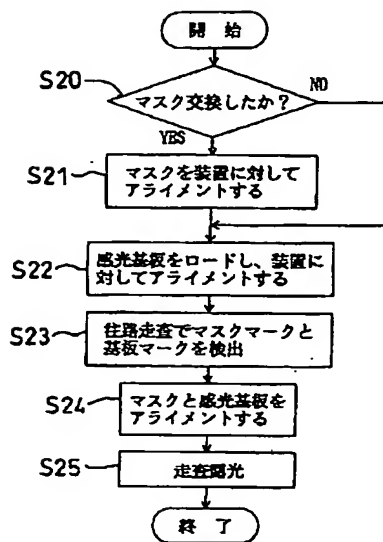 開 始
S20
マスク交換したか？
NO
YES
S21
マスクを装置に対して
アライメントする
S22
感光基板をロードし、装置に
対してアライメントする
S23
往路走査でマスクマークと
基板マークを検出
S24
マスクと感光基板を
アライメントする
S25
走査露光
終 了